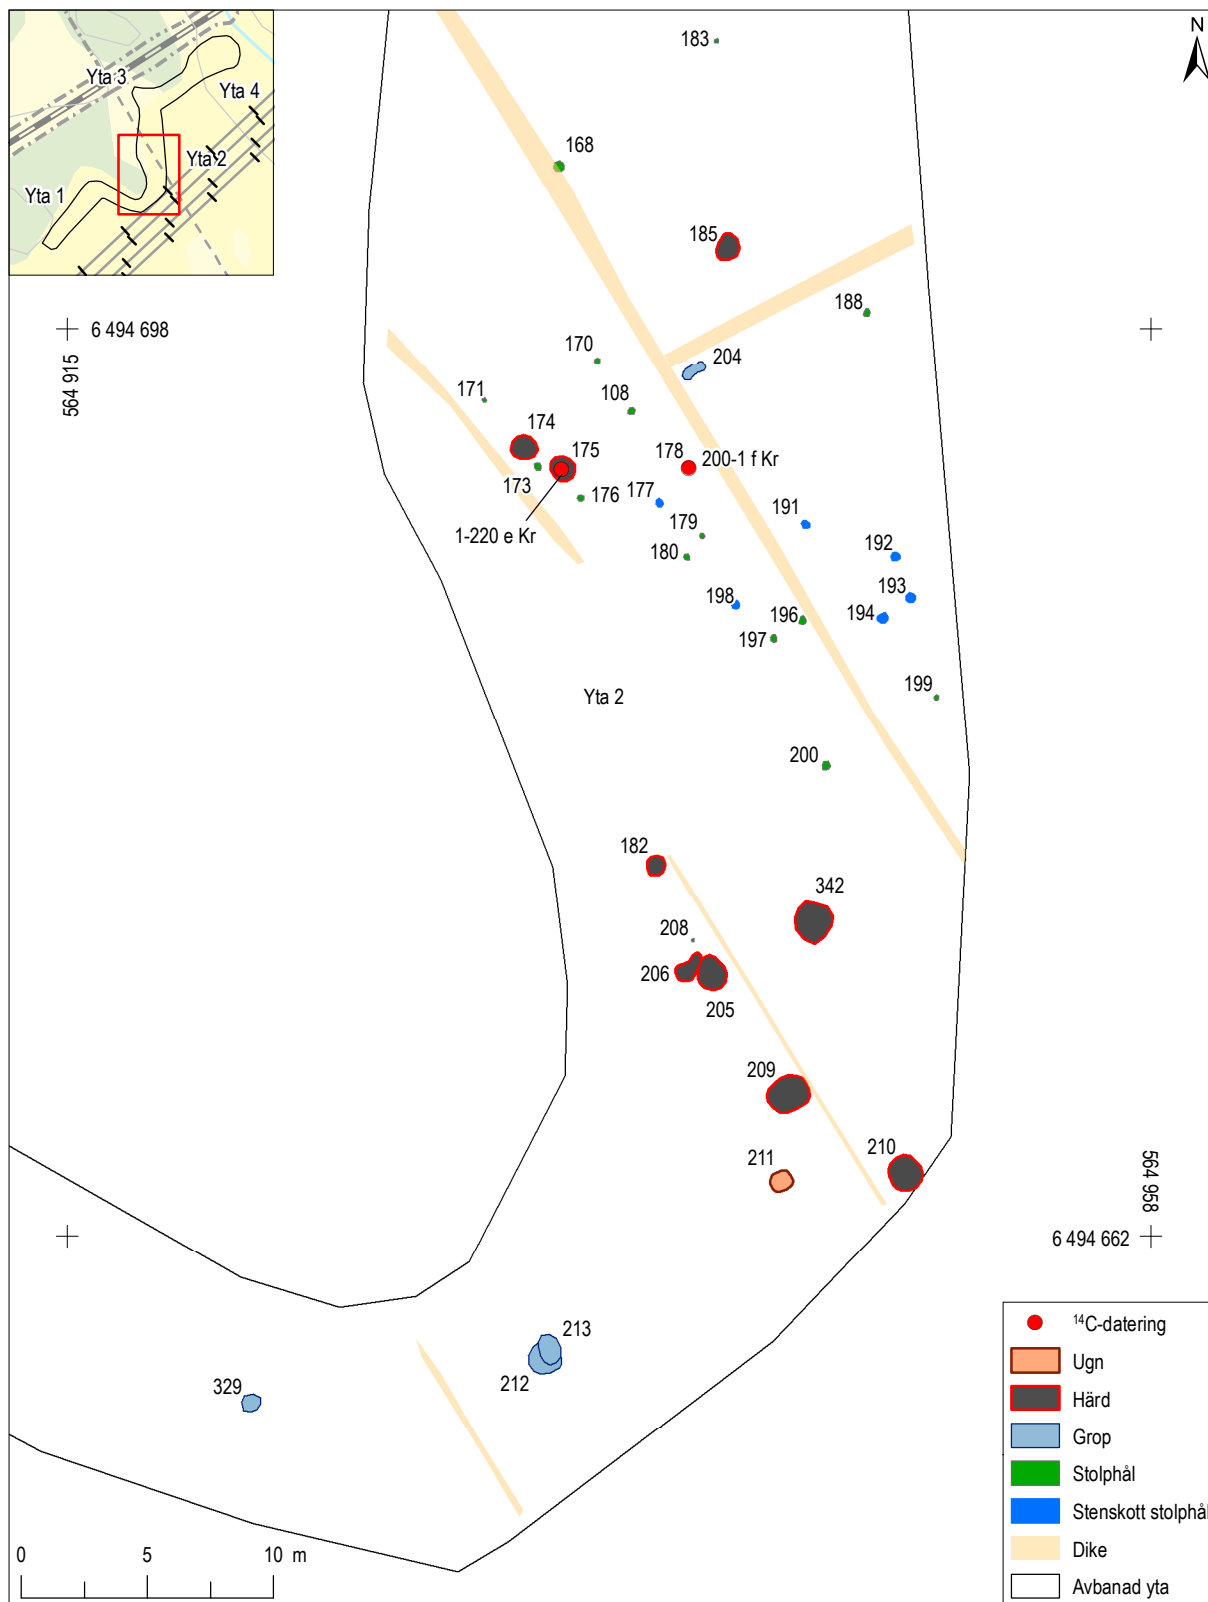 Yta 3
Yta 4
Yta 2
Yta 1
N
183
168
185
188
6 494 698
564 915
170
204
171
108
174
175
178
200-1 f Kr
173
176
177
191
1-220 e Kr
179
180
192
193
198
196
194
197
199
Yta 2
200
182
342
208
206
205
209
210
211
564 958
6 494 662
213
212
329
14C-datering
Ugn
Härd
Grop
Stolphål
Stenskott stolphål
Dike
Avbanad yta
0 5 10 m